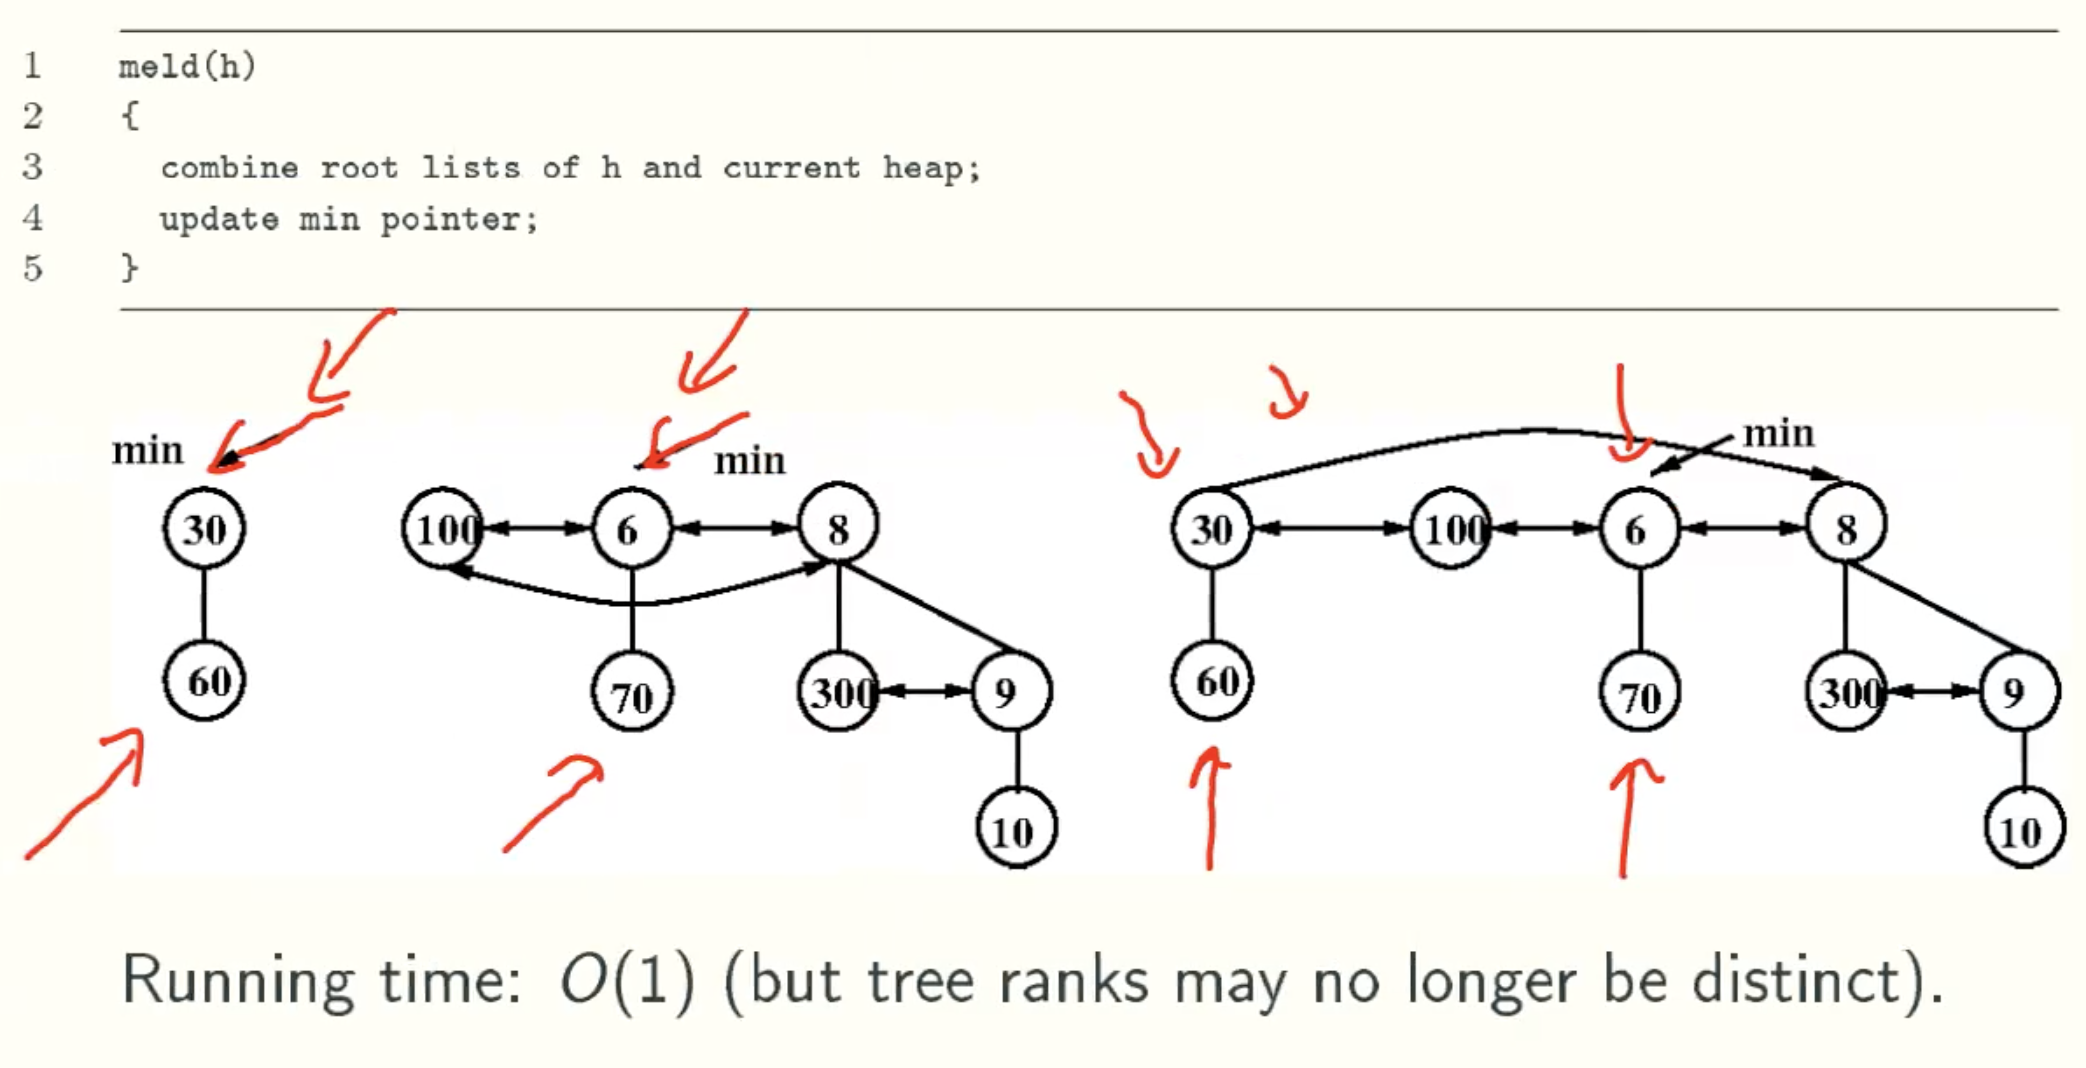 1 meld(h)
2 {
3 combine root lists of h and current heap;
4 update min pointer;
5 }
min min min
30 100 6 8 30 100 6 8
60 70 300 9 60 70 300 9
10 10
Running time: O(1) (but tree ranks may no longer be distinct).